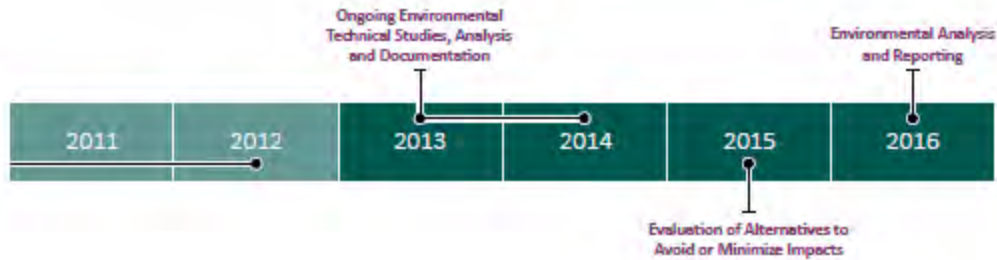 Ongoing Environmental
Technical Studies, Analysis
and Documentation
Environmental Analysis
and Reporting
2011 2012 2013 2014 2015 2016
Evaluation of Alternatives to
Avoid or Minimize Impacts